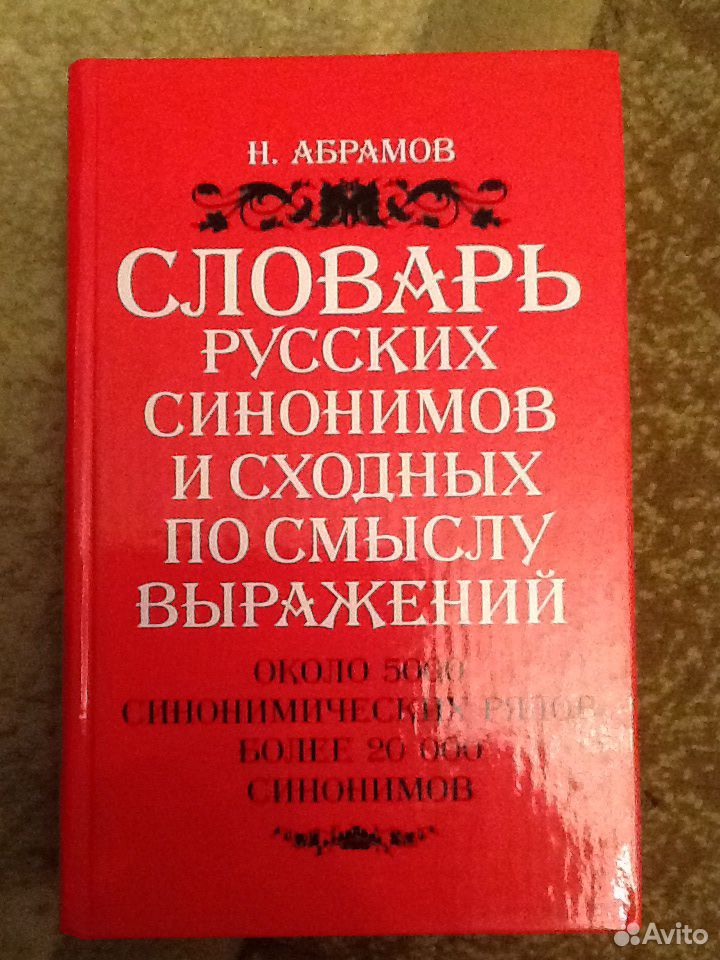 Н. АБРАМОВ
СЛОВАРЬ
РУССКИХ
СИНОНИМОВ
И СХОДНЫХ
ПО СМЫСЛУ
ВЫРАЖЕНИЙ
ОКОЛО 5000
СИНОНИМИЧЕСКИХ РЯДОВ
БОЛЕЕ 20 000
СИНОНИМОВ
Avito